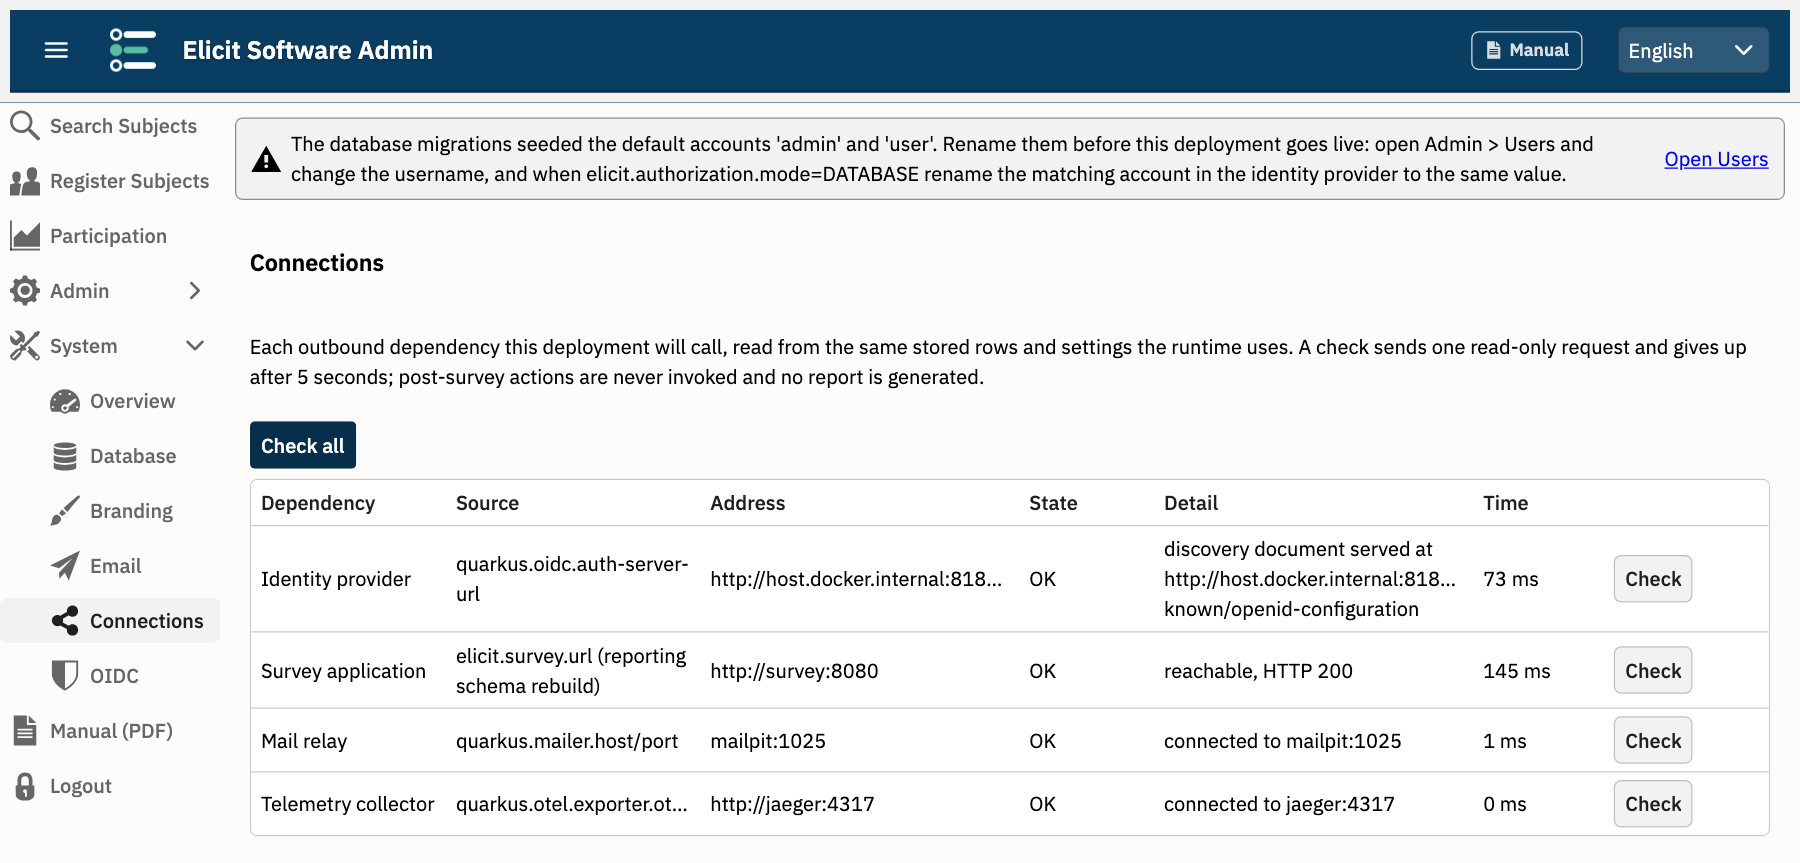 Elicit Software Admin
Manual
English
Search Subjects
Register Subjects
Participation
Admin
System
Overview
Database
Branding
Email
Connections
OIDC
Manual (PDF)
Logout
The database migrations seeded the default accounts 'admin' and 'user'. Rename them before this deployment goes live: open Admin > Users and
change the username, and when elicit.authorization.mode=DATABASE rename the matching account in the identity provider to the same value.
Open Users
Connections
Each outbound dependency this deployment will call, read from the same stored rows and settings the runtime uses. A check sends one read-only request and gives up
after 5 seconds; post-survey actions are never invoked and no report is generated.
Check all
Dependency Source Address State Detail Time
Identity provider
quarkus.oidc.auth-server-
url
http://host.docker.internal:818...
OK
discovery document served at
http://host.docker.internal:818...
known/openid-configuration
73 ms
Check
Survey application
elicit.survey.url (reporting
schema rebuild)
http://survey:8080
OK
reachable, HTTP 200
145 ms
Check
Mail relay
quarkus.mailer.host/port
mailpit:1025
OK
connected to mailpit:1025
1 ms
Check
Telemetry collector
quarkus.otel.exporter.ot...
http://jaeger:4317
OK
connected to jaeger:4317
0 ms
Check